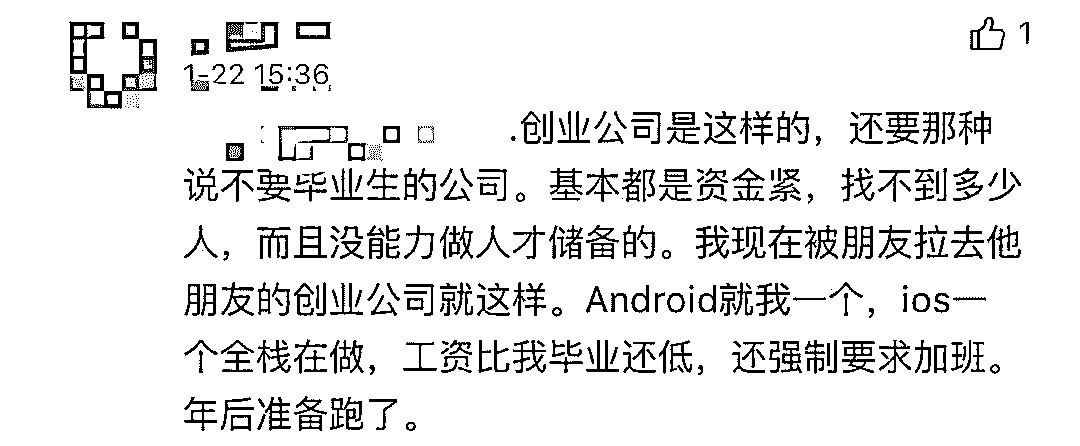 1
1-22 15:36
.创业公司是这样的，还要那种
说不要毕业生的公司。基本都是资金紧，找不到多少
人，而且没能力做人才储备的。我现在被朋友拉去他
朋友的创业公司就这样。Android就我一个，ios一
个全栈在做，工资比我毕业还低，还强制要求加班。
年后准备跑了。